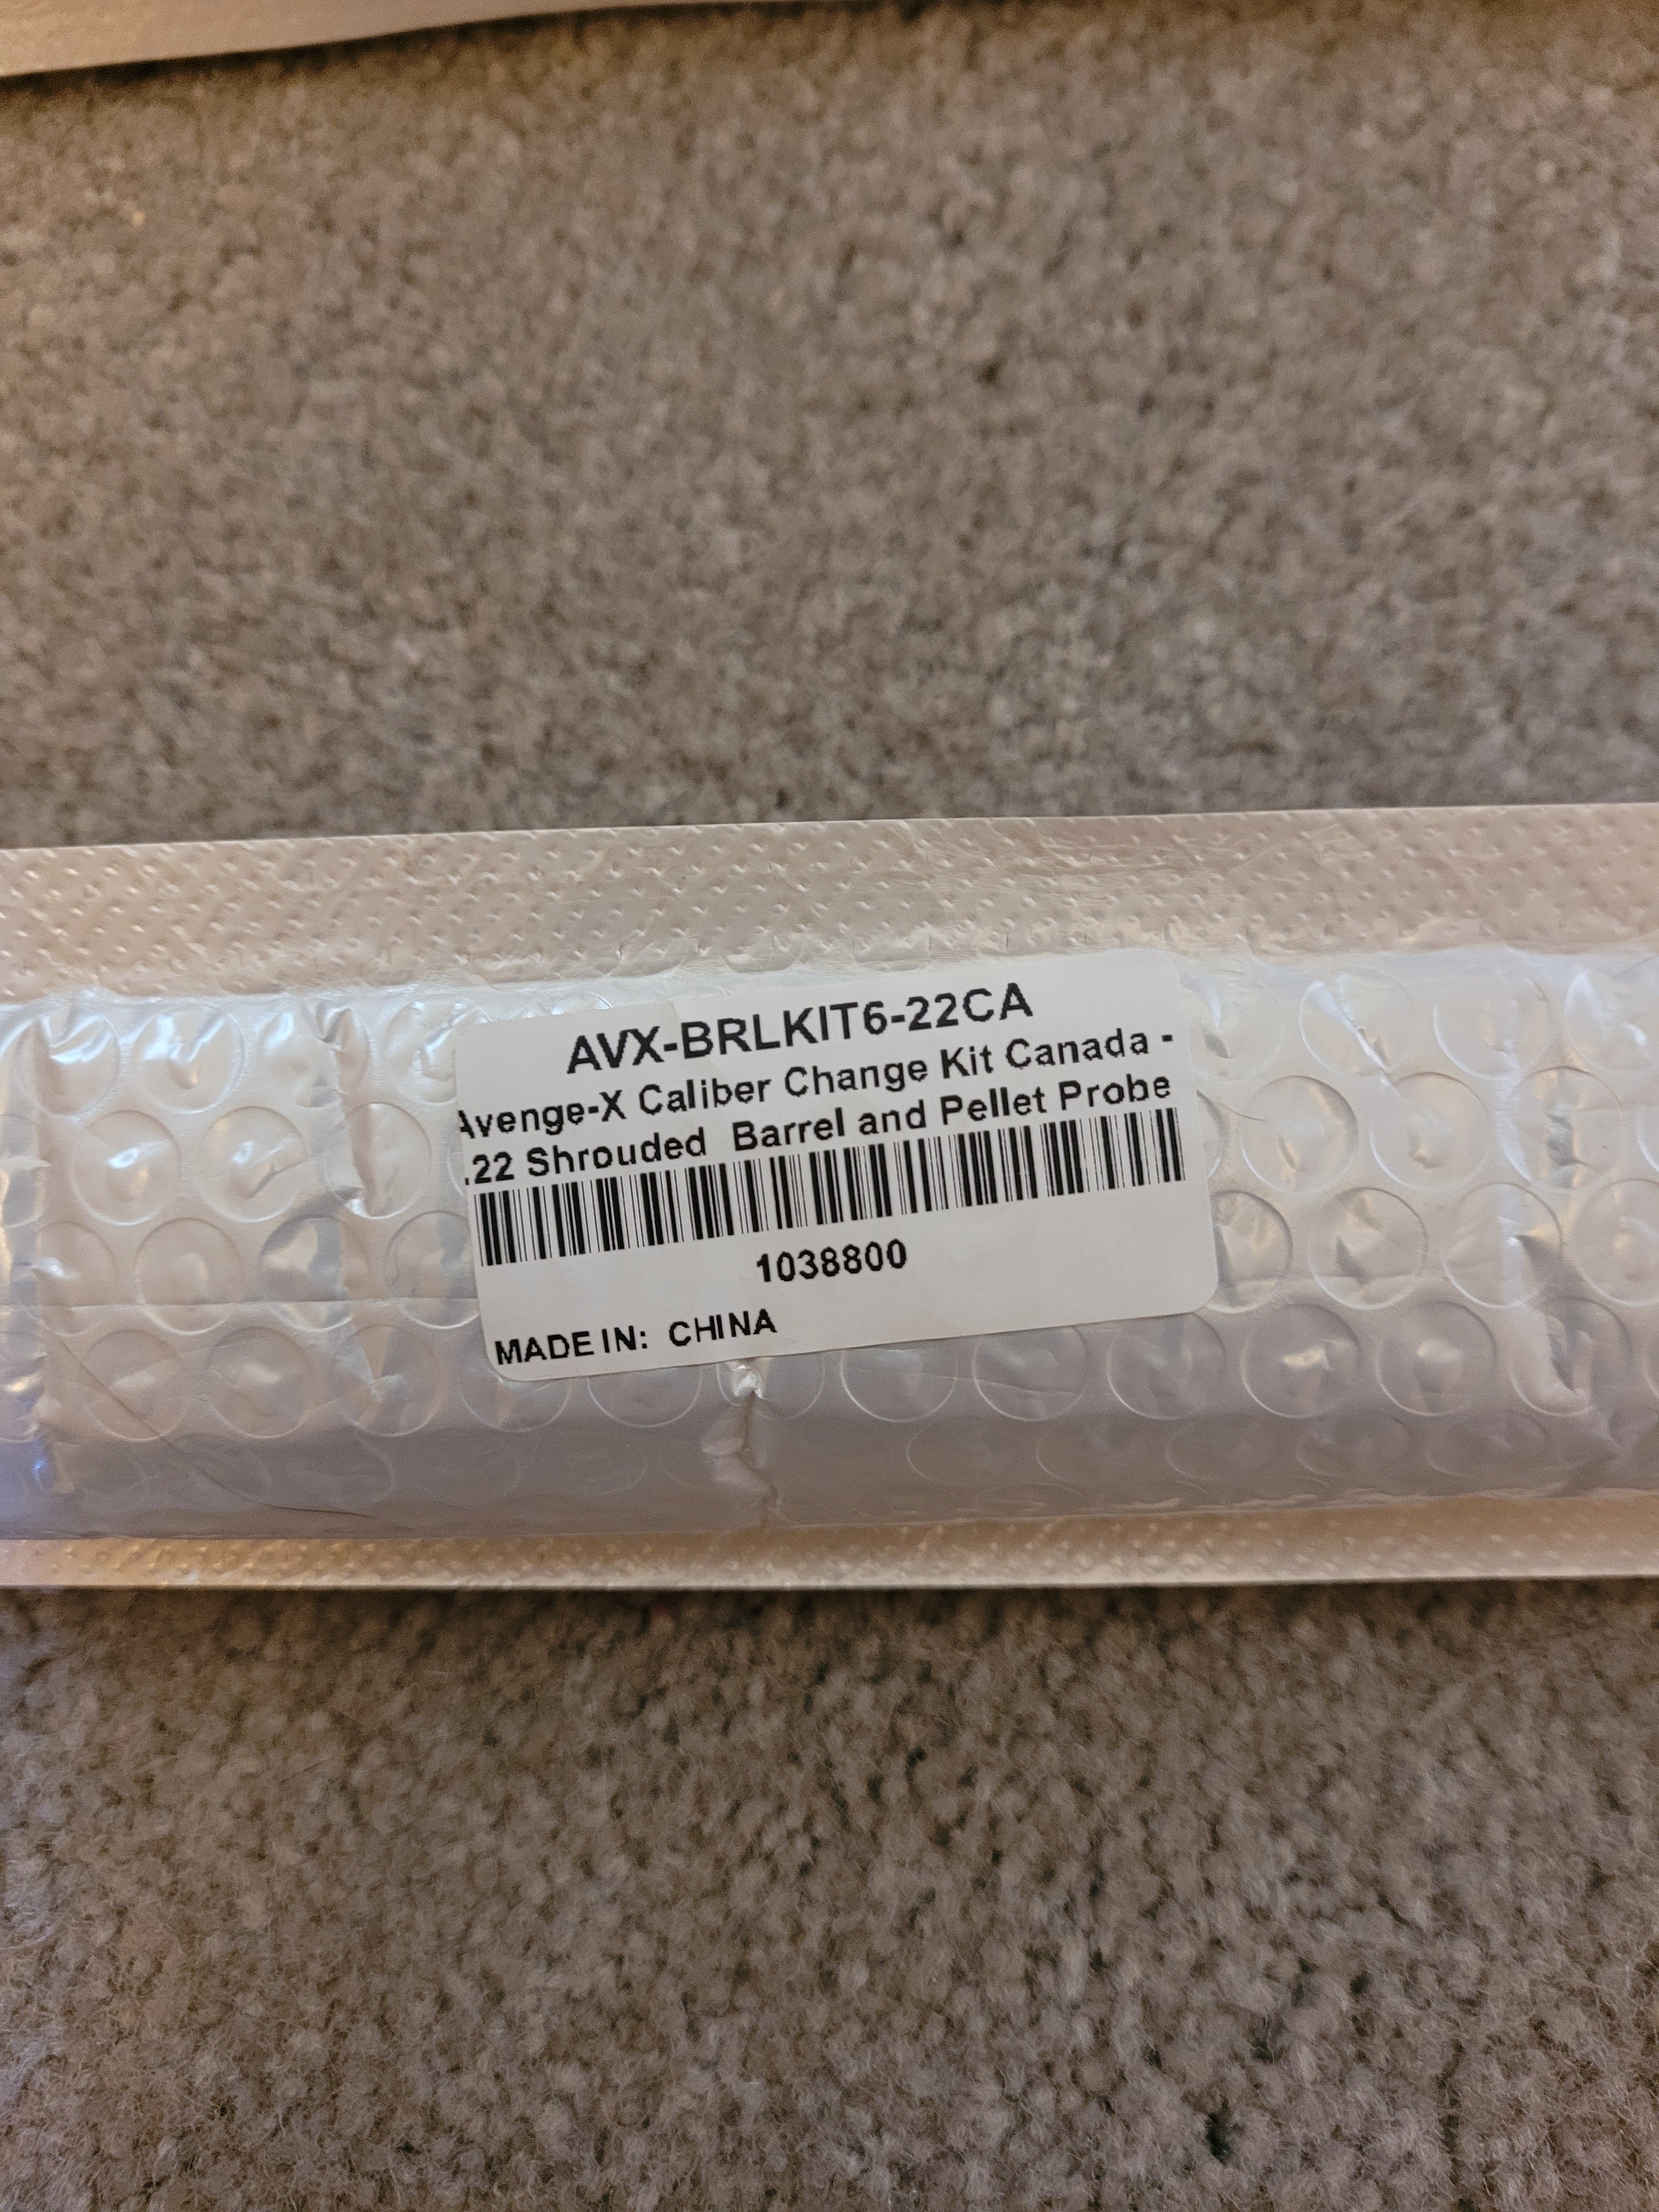 AVX-BRLKIT6-22CA
Avenge-X Caliber Change Kit Canada -
.22 Shrouded Barrel and Pellet Probe
1038800
MADE IN: CHINA